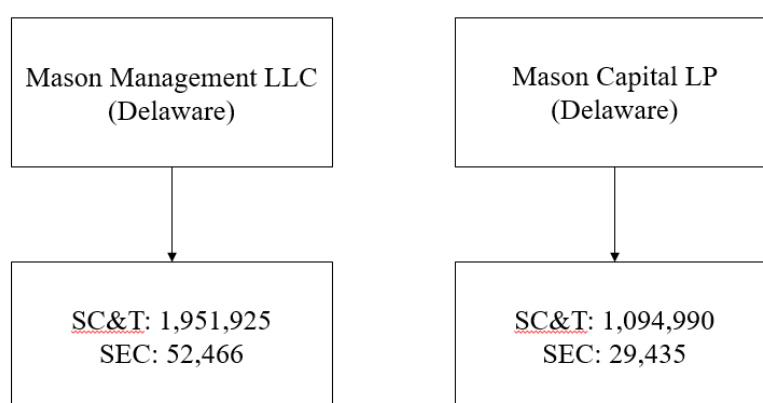 Mason Management LLC
(Delaware)
Mason Capital LP
(Delaware)
SC&T: 1,951,925
SEC: 52,466
SC&T: 1,094,990
SEC: 29,435